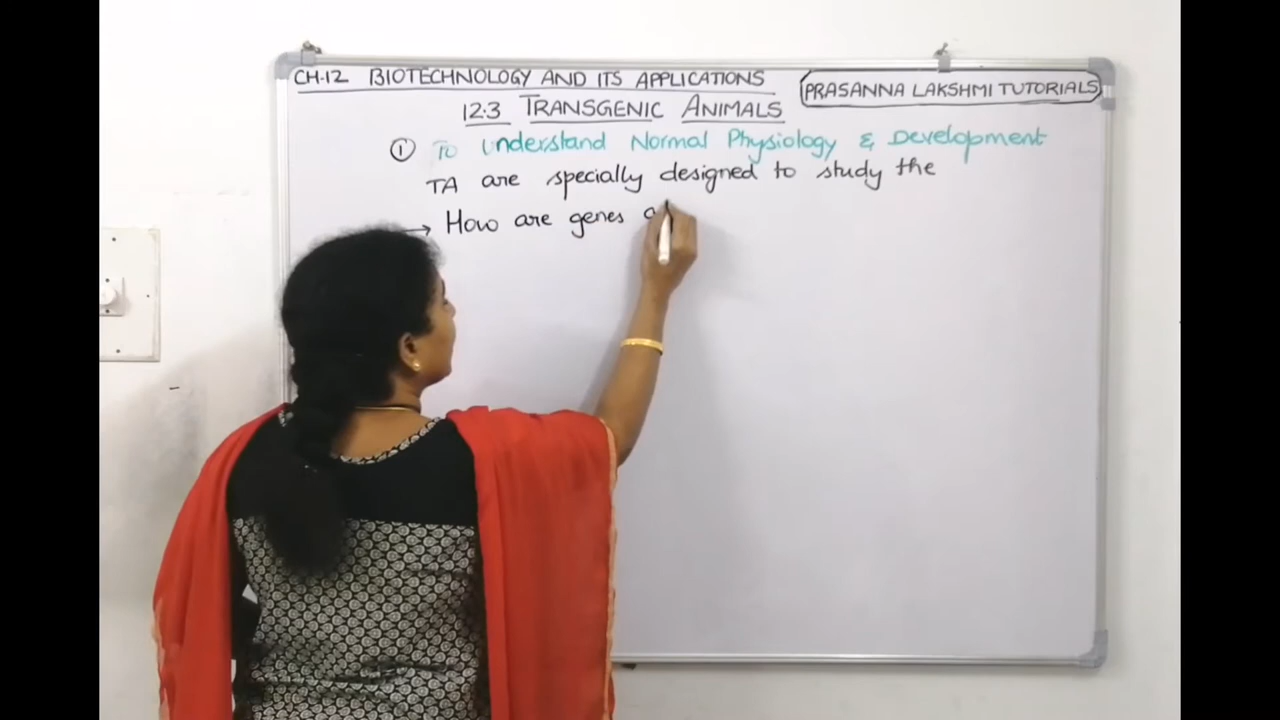 CH.12 BIOTECHNOLOGY AND ITS APPLICATIONS
PRASANNA LAKSHMI TUTORIALS
12.3 TRANSGENIC ANIMALS
① To Understand Normal Physiology & Development
TA are specially designed to study the
→ How are genes